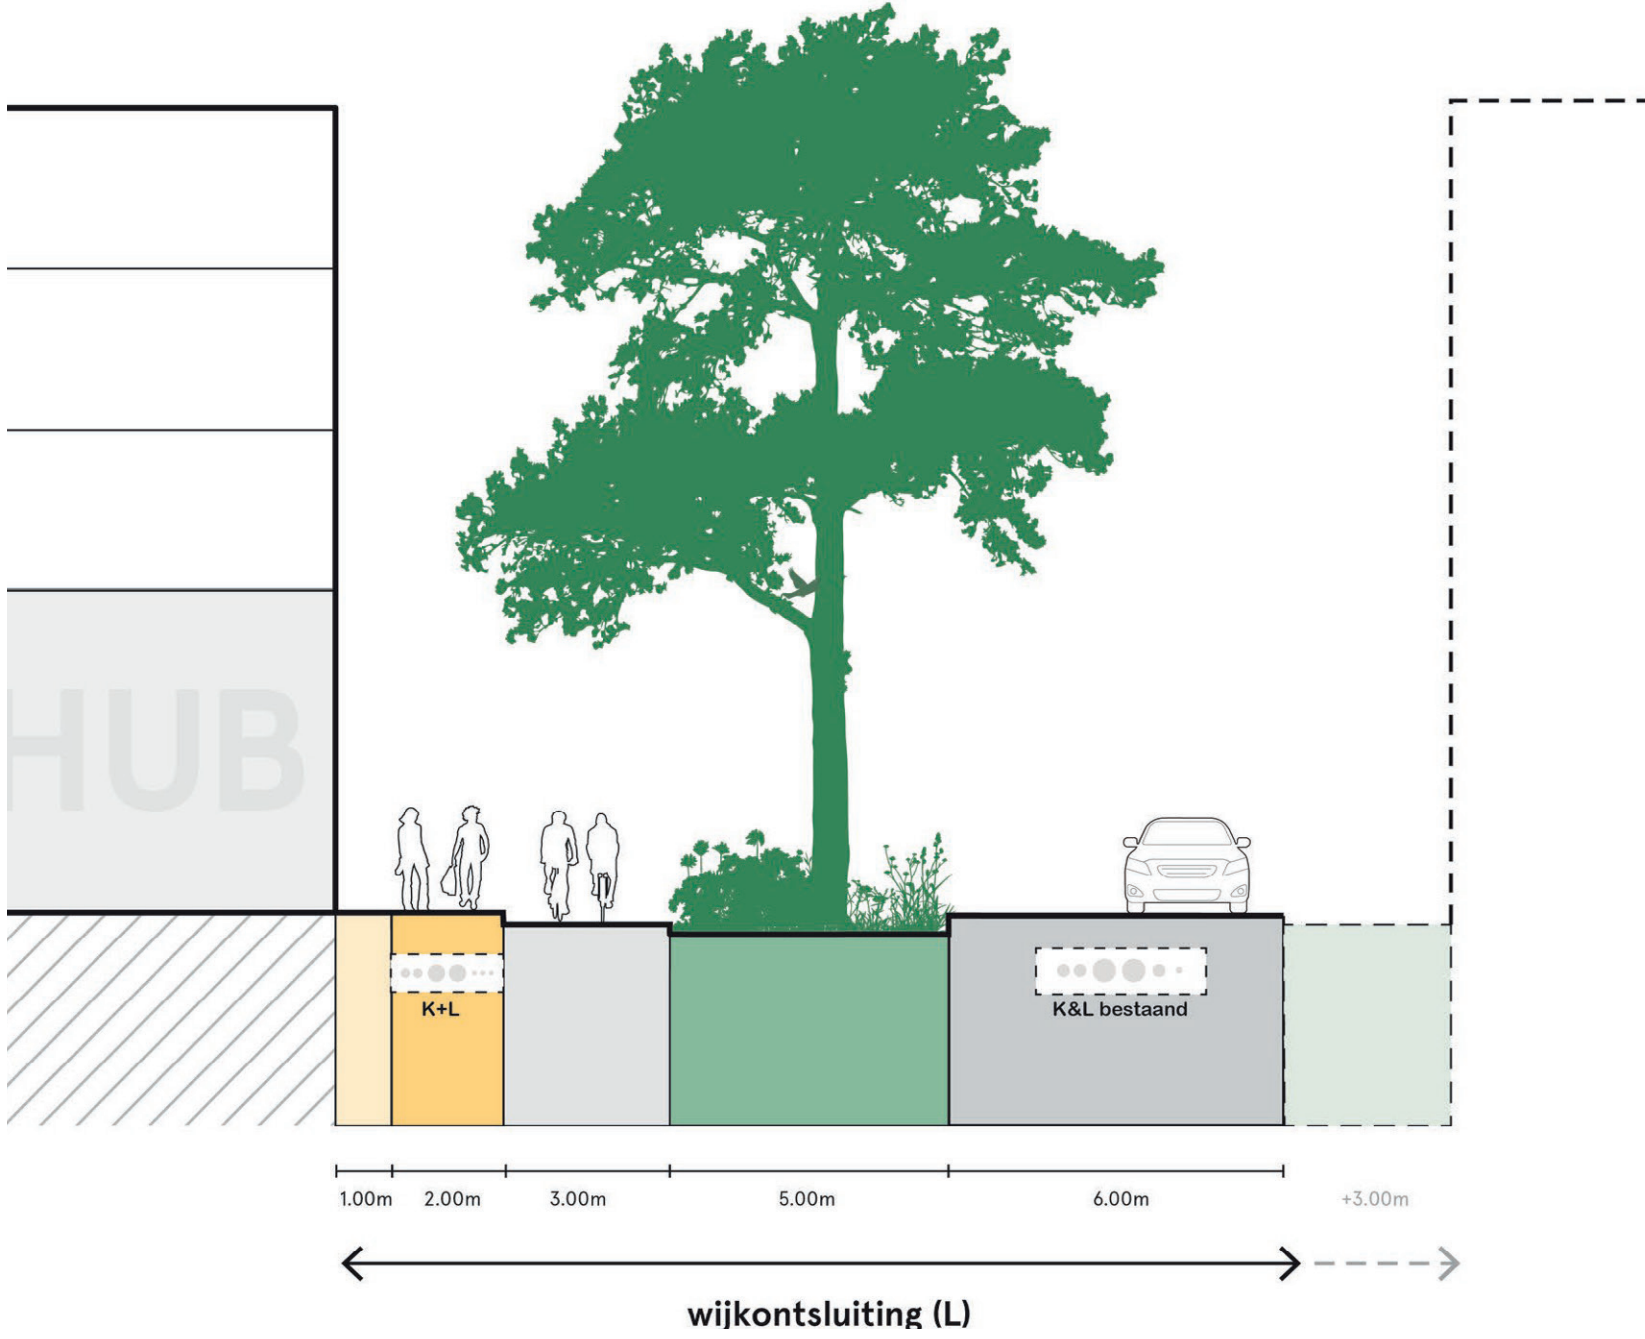 HUB
K+L
K&L bestaand
1.00m 2.00m 3.00m 5.00m 6.00m +3.00m
wijkontsluiting (L)